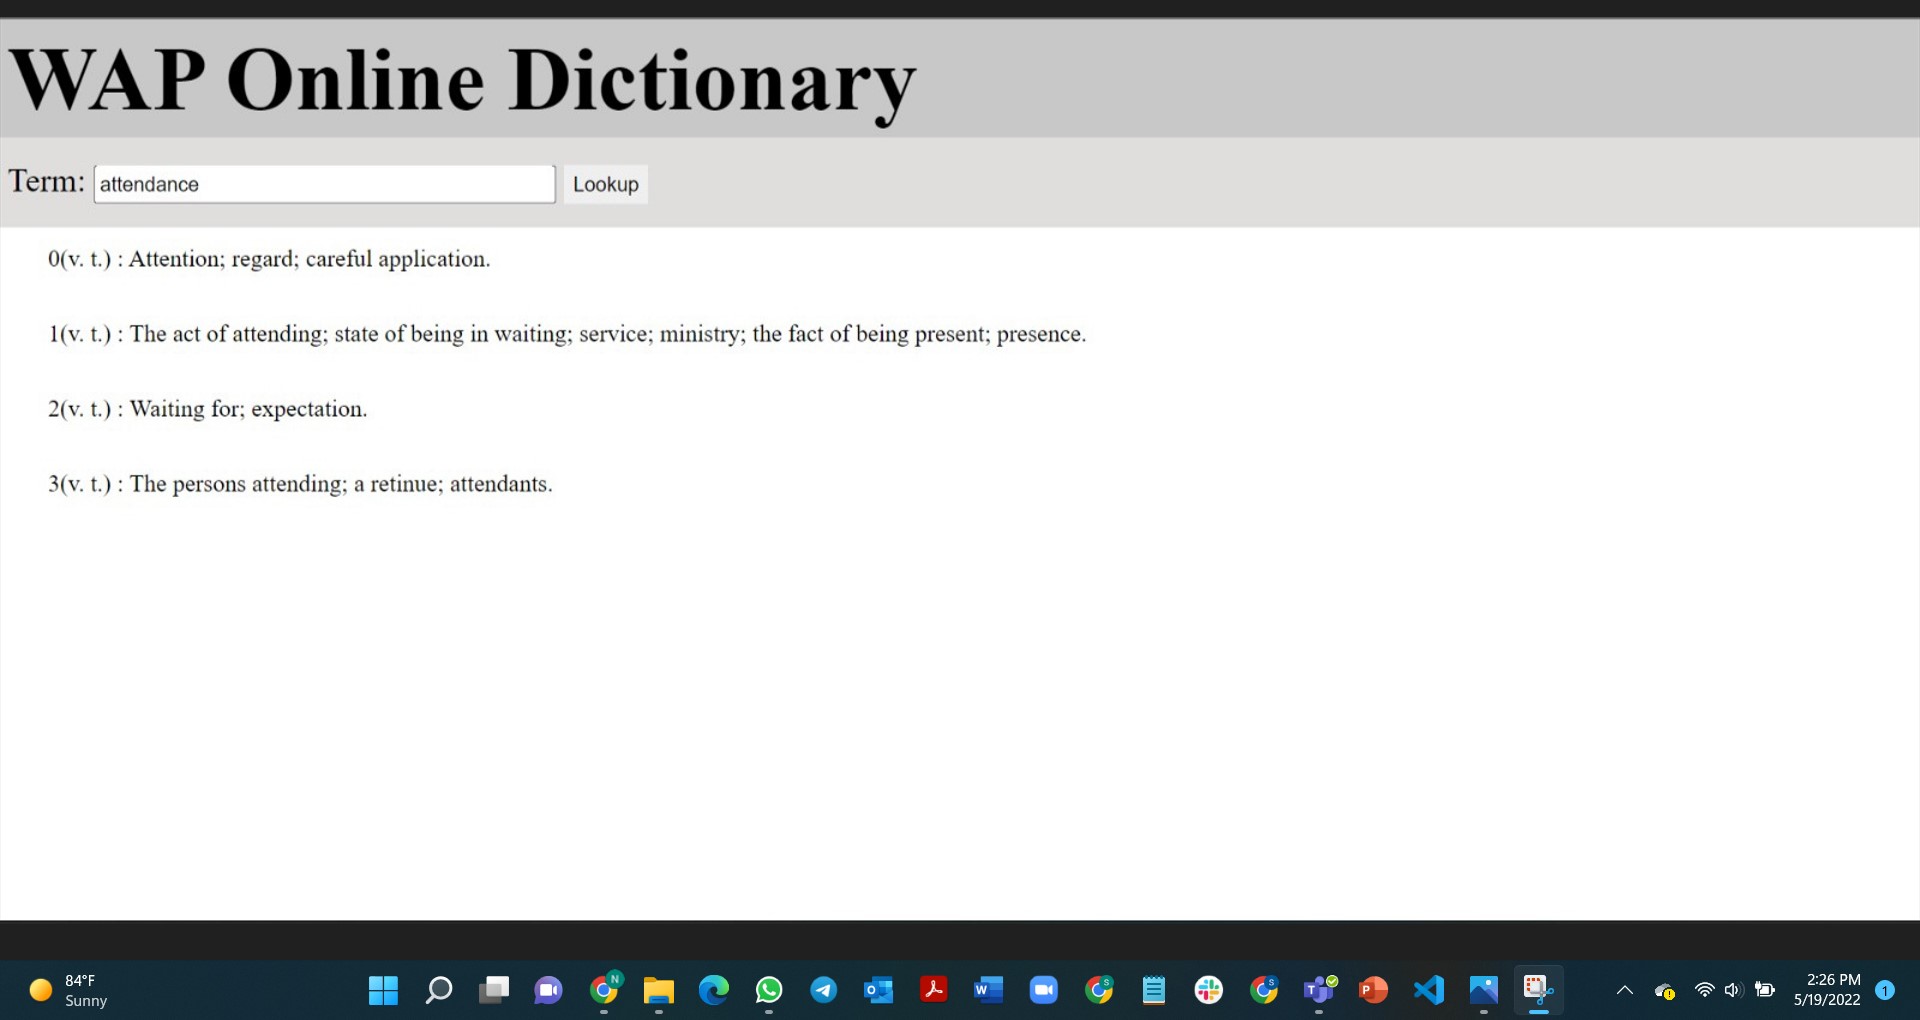 WAP Online Dictionary
Term: attendance Lookup
0(v. t.) : Attention; regard; careful application.
1(v. t.) : The act of attending; state of being in waiting; service; ministry; the fact of being present; presence.
2(v. t.) : Waiting for; expectation.
3(v. t.) : The persons attending; a retinue; attendants.
84°F
Sunny
2:26 PM
5/19/2022
1